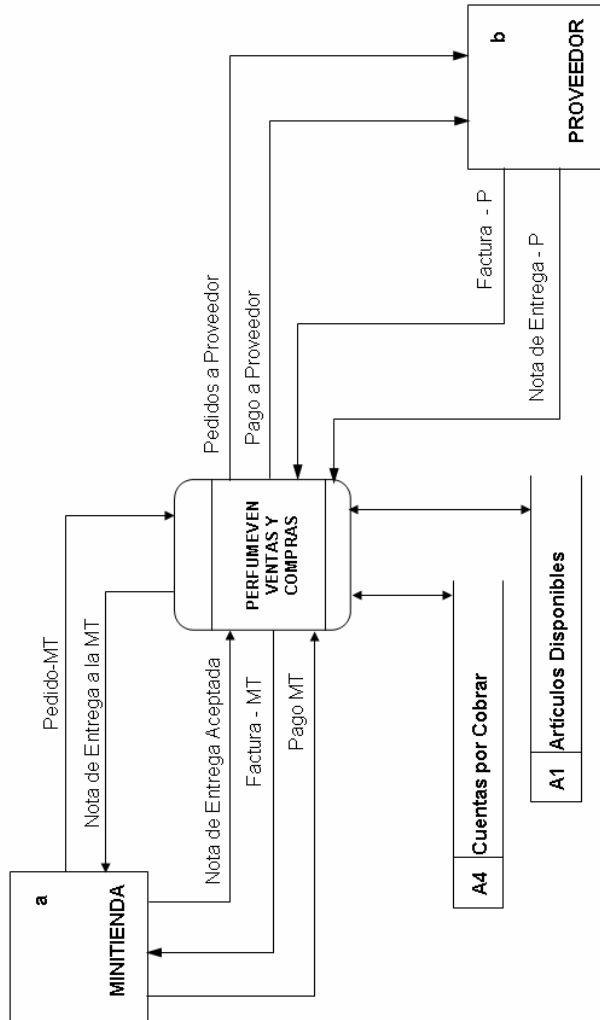 a
MINITIENDA
Pedido-MT
Nota de Entrega a la MT
Nota de Entrega Aceptada
Factura - MT
Pago MT
PERFUMEVEN
VENTAS Y
COMPRAS
Pedidos a Proveedor
Pago a Proveedor
Factura - P
Nota de Entrega - P
b
PROVEEDOR
A4 Cuentas por Cobrar
A1 Artículos Disponibles